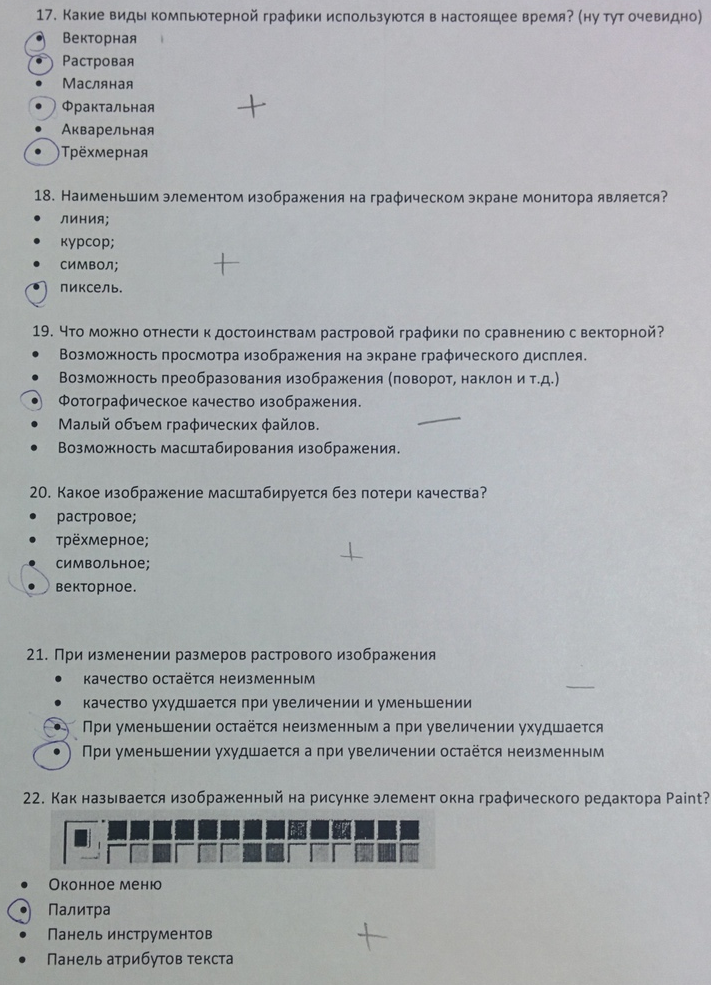 17. Какие виды компьютерной графики используются в настоящее время? (ну тут очевидно)
• Векторная
• Растровая
• Масляная
• Фрактальная
• Акварельная
• Трёхмерная
+
18. Наименьшим элементом изображения на графическом экране монитора является?
• линия;
• курсор;
• символ;
• пиксель.
+
19. Что можно отнести к достоинствам растровой графики по сравнению с векторной?
• Возможность просмотра изображения на экране графического дисплея.
• Возможность преобразования изображения (поворот, наклон и т.д.)
• Фотографическое качество изображения.
• Малый объем графических файлов.
• Возможность масштабирования изображения.
—
20. Какое изображение масштабируется без потери качества?
• растровое;
• трёхмерное;
• символьное;
• векторное.
+
21. При изменении размеров растрового изображения
• качество остаётся неизменным
• качество ухудшается при увеличении и уменьшении
• При уменьшении остаётся неизменным а при увеличении ухудшается
• При уменьшении ухудшается а при увеличении остаётся неизменным
—
22. Как называется изображенный на рисунке элемент окна графического редактора Paint?
• Оконное меню
• Палитра
• Панель инструментов
• Панель атрибутов текста
+